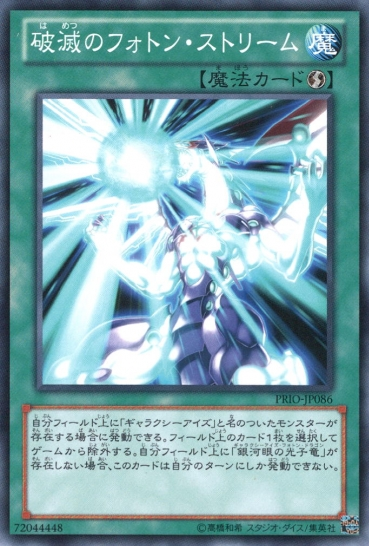 破滅のフォトン・ストリーム 魔
【魔法カード】
PRIO-JP086
自分フィールド上に「ギャラクシーアイズ」と名のついたモンスターが
存在する場合に発動できる。フィールド上のカード1枚を選択して
ゲームから除外する。自分フィールド上に「銀河眼の光子竜」が
存在しない場合、このカードは自分のターンにしか発動できない。
72044448
©高橋和希 スタジオ・ダイス/集英社